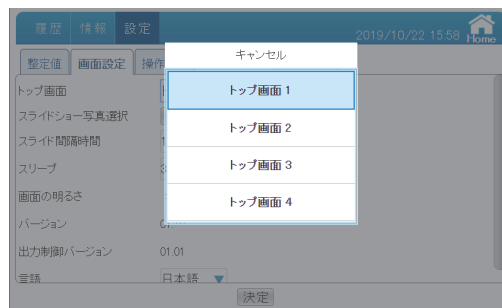 履歴 情報 設定
2019/10/22 15:58 Home
整定値 画面設定 操作
キャンセル
トップ画面 1
トップ画面 2
トップ画面 3
トップ画面 4
トップ画面
スライドショー写真選択
スライド間隔時間
スリープ
画面の明るさ
バージョン
出力制御バージョン 01.01
言語 日本語 ▼
決定